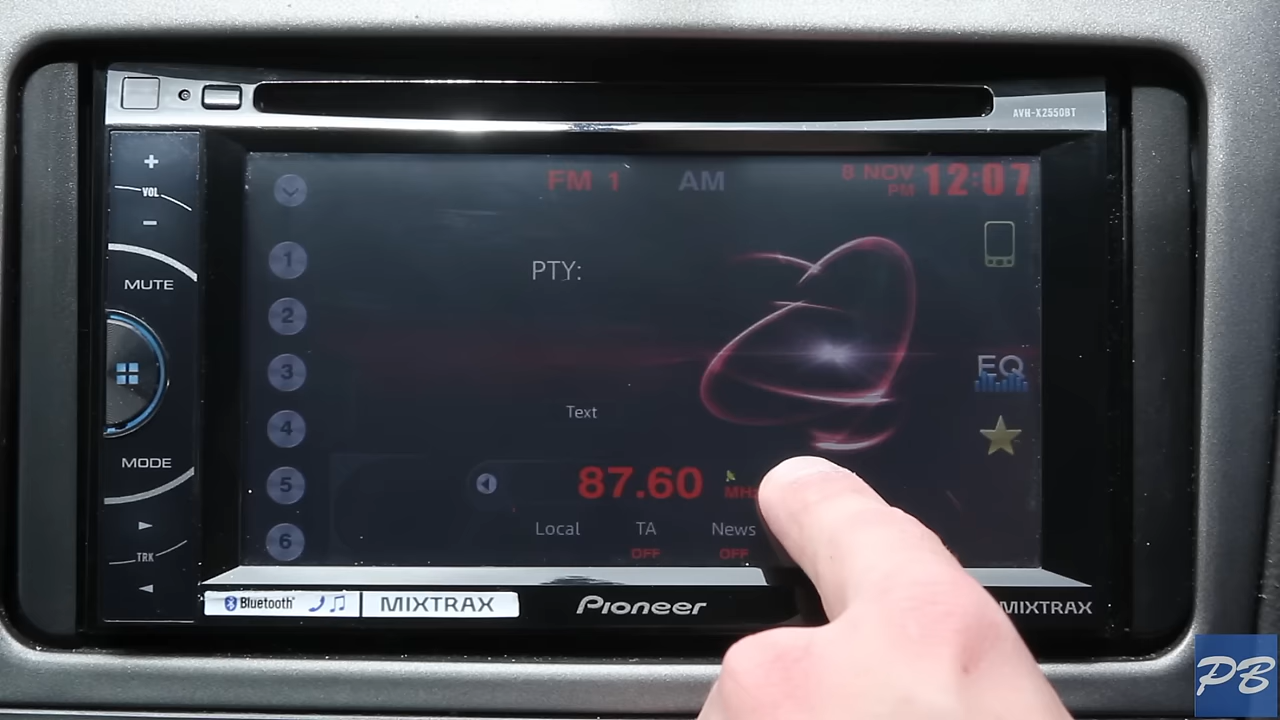 AVH-X2550BT
+
VOL
−
MUTE
MODE
TRK
FM 1
AM
8 NOV
PM
12:07
1
2
3
4
5
6
PTY:
Text
EQ
87.60
MHz
Local
TA
News
OFF
OFF
Bluetooth
MIXTRAX
Pioneer
MIXTRAX
PB